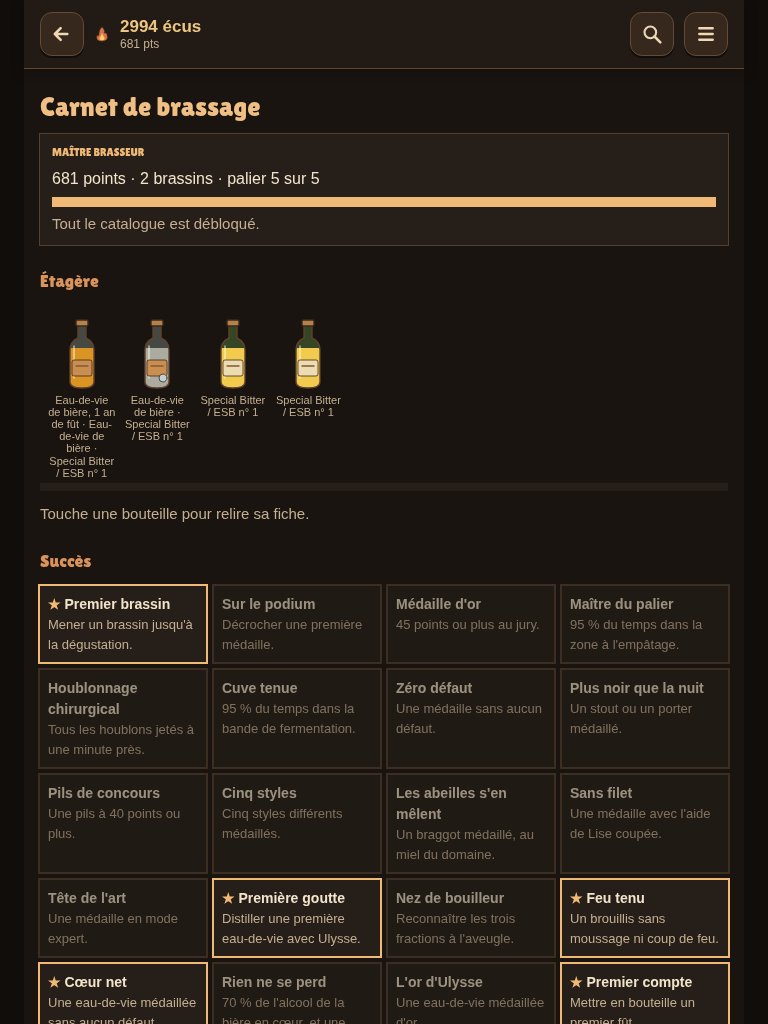 2994 écus
681 pts
Carnet de brassage
MAÎTRE BRASSEUR
681 points · 2 brassins · palier 5 sur 5
Tout le catalogue est débloqué.
Étagère
Eau-de-vie
de bière, 1 an
de fût · Eau-
de-vie de
bière ·
Special Bitter
/ ESB n° 1
Eau-de-vie
de bière ·
Special Bitter
/ ESB n° 1
Special Bitter
/ ESB n° 1
Special Bitter
/ ESB n° 1
Touche une bouteille pour relire sa fiche.
Succès
★ Premier brassin
Mener un brassin jusqu'à
la dégustation.
Sur le podium
Décrocher une première
médaille.
Médaille d'or
45 points ou plus au jury.
Maître du palier
95 % du temps dans la
zone à l'empâtage.
Houblonnage
chirurgical
Tous les houblons jetés à
une minute près.
Cuve tenue
95 % du temps dans la
bande de fermentation.
Zéro défaut
Une médaille sans aucun
défaut.
Plus noir que la nuit
Un stout ou un porter
médaillé.
Pils de concours
Une pils à 40 points ou
plus.
Cinq styles
Cinq styles différents
médaillés.
Les abeilles s'en
mêlent
Un braggot médaillé, au
miel du domaine.
Sans filet
Une médaille avec l'aide
de Lise coupée.
Tête de l'art
Une médaille en mode
expert.
★ Première goutte
Distiller une première
eau-de-vie avec Ulysse.
Nez de bouilleur
Reconnaître les trois
fractions à l'aveugle.
★ Feu tenu
Un brouillis sans
moussage ni coup de feu.
★ Cœur net
Une eau-de-vie médaillée
sans aucun défaut.
Rien ne se perd
70 % de l'alcool de la
bière en cœur, et une
L'or d'Ulysse
Une eau-de-vie médaillée
d'or.
★ Premier compte
Mettre en bouteille un
premier fût.